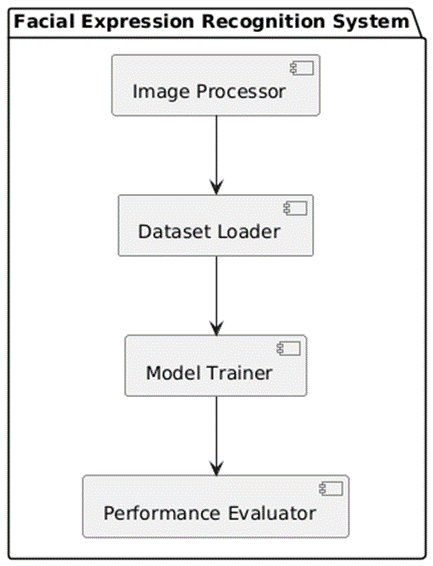 Facial Expression Recognition System
Image Processor
Dataset Loader
Model Trainer
Performance Evaluator